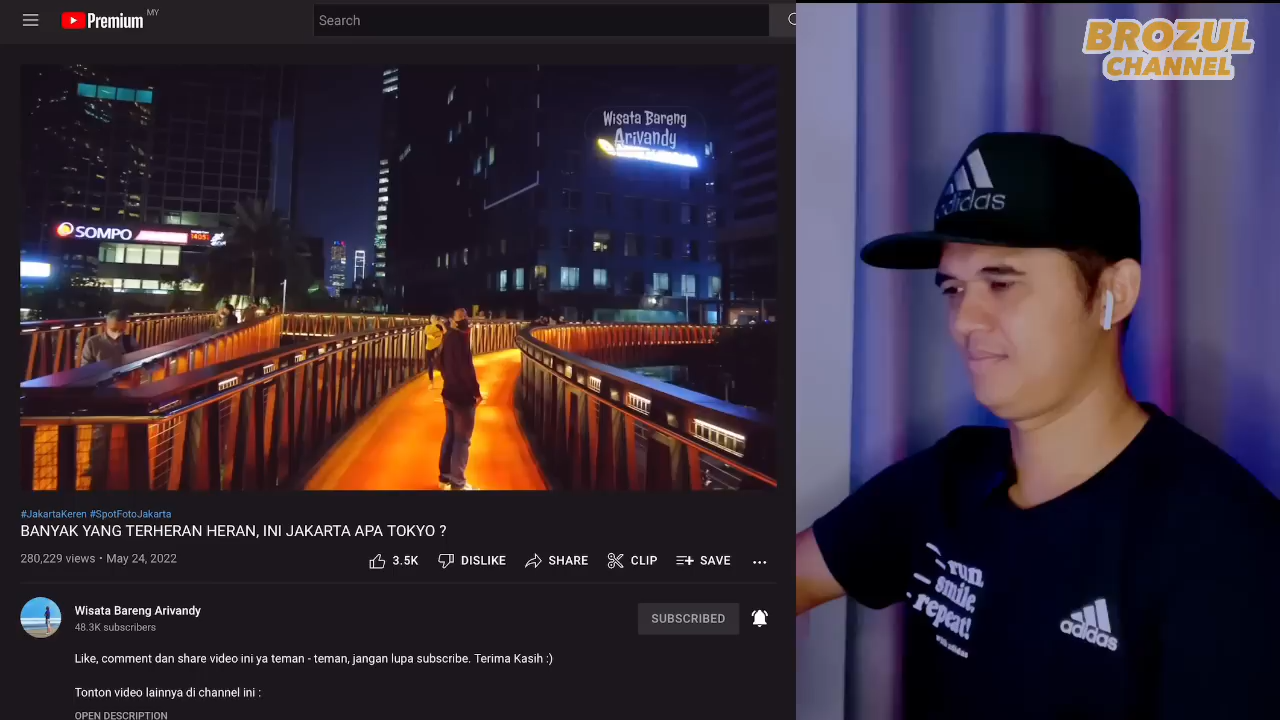 Premium MY
Search
BROZUL
CHANNEL
Wisata Bareng
Arivandy
SOMPO
adidas
#JakartaKeren #SpotFotoJakarta
BANYAK YANG TERHERAN HERAN, INI JAKARTA APA TOKYO ?
280,229 views • May 24, 2022
3.5K DISLIKE SHARE CLIP SAVE
Wisata Bareng Arivandy
48.3K subscribers
SUBSCRIBED
Like, comment dan share video ini ya teman - teman, jangan lupa subscribe. Terima Kasih :)
Tonton video lainnya di channel ini :
OPEN DESCRIPTION
run.
smile.
repeat!
with adidas
adidas